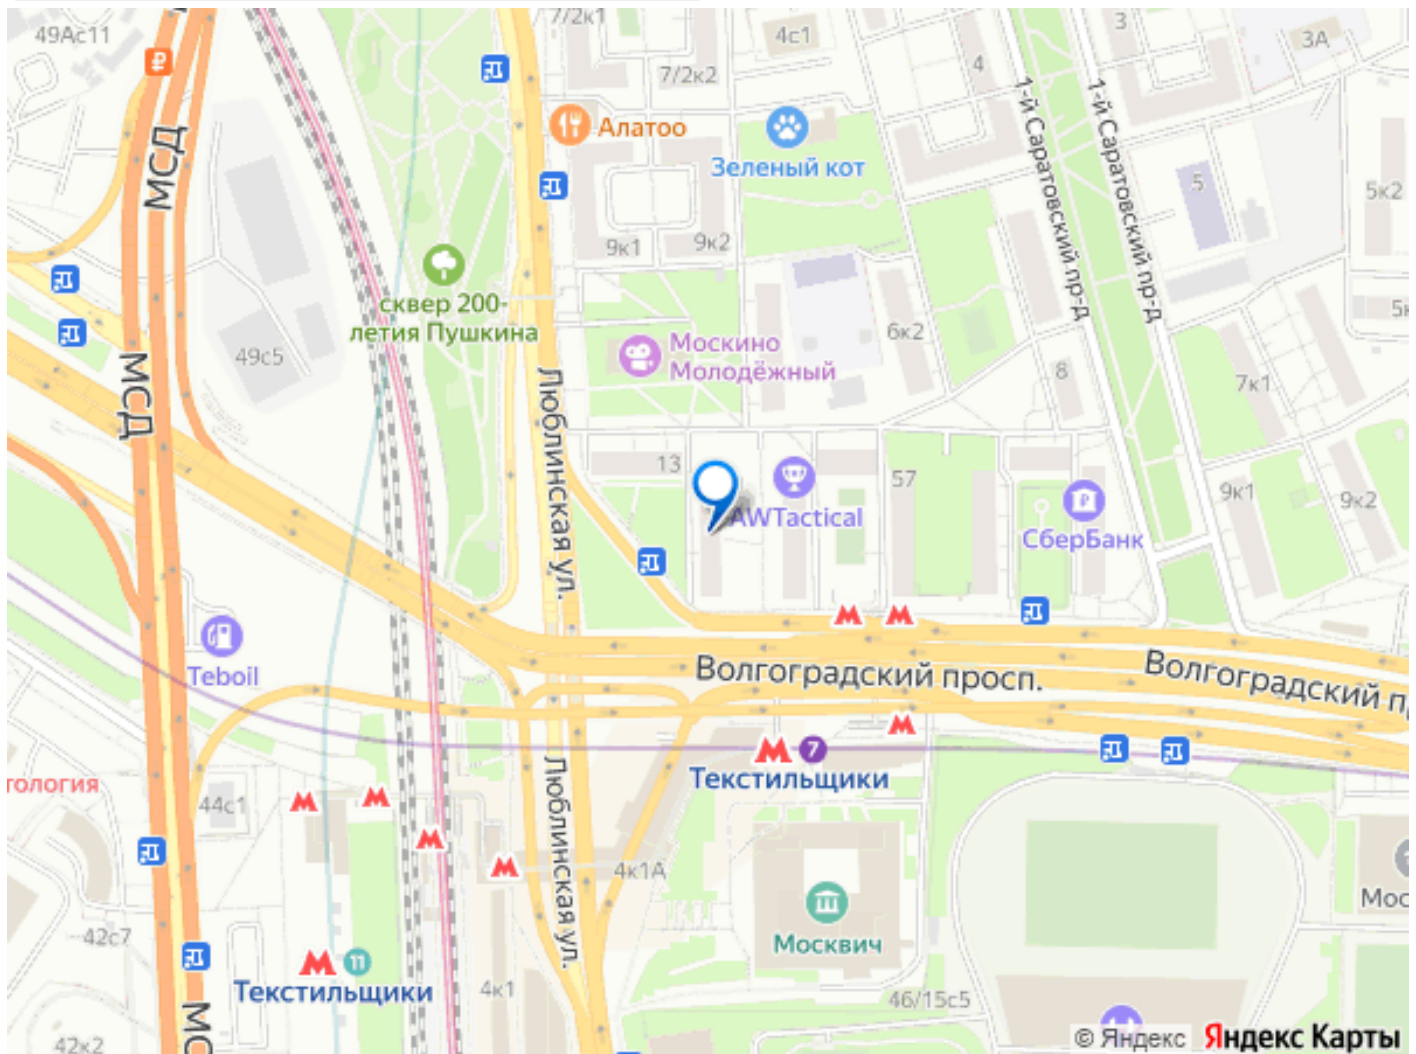 49Ас11
7/2к1
4с1
3
3А
7/2к2
4
1-й Саратовский пр-д
1-й Саратовский пр-д
Алатоо
Зеленый кот
МСД
5
5к2
9к1
9к2
сквер 200-
летия Пушкина
49с5
Москино
Молодёжный
6к2
8
7к1
МСД
Люблинская ул.
13
57
AWTactical
СберБанк
9к1
9к2
Teboil
Волгоградский просп.
Волгоградский п
7
Текстильщики
тология
44с1
Люблинская ул.
4к1А
Москвич
Мос
42с7
11
Текстильщики
4к1
46/15с5
42к2
© Яндекс Яндекс Карты